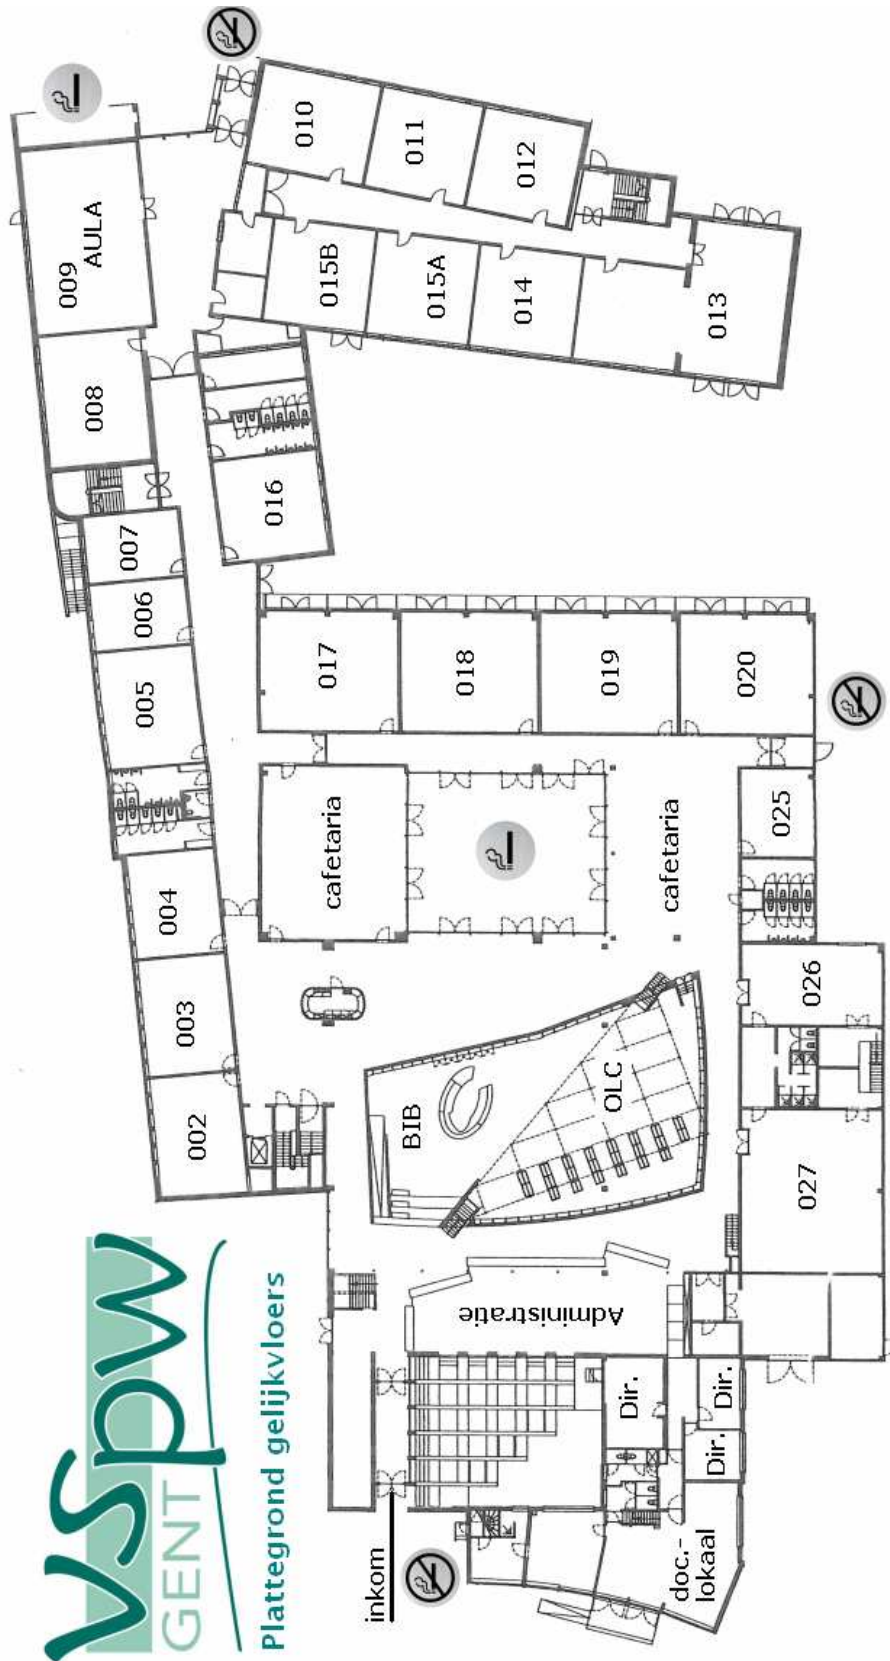 vspw
GENT
Plattegrond gelijkvloers
inkom
002
003
004
005
006
007
008
009
AULA
010
011
012
013
014
015A
015B
016
017
018
019
020
cafetaria
cafetaria
025
026
027
BIB
OLC
Administratie
Dir.
Dir.
Dir.
doc.-
lokaal